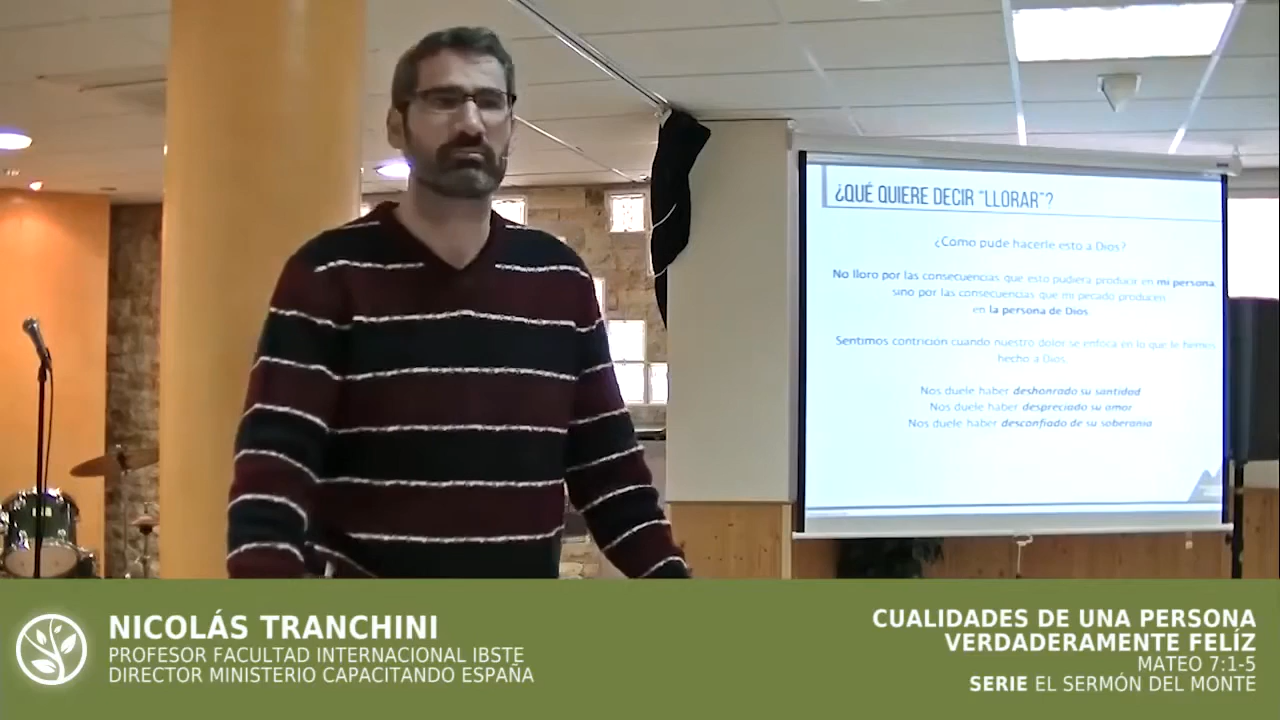 ¿QUÉ QUIERE DECIR "LLORAR"?
¿Como pude hacerle esto a Dios?
No lloro por las consecuencias que esto pudiera producir en mi persona,
sino por las consecuencias que mi pecado producen
en la persona de Dios.
Sentimos contrición cuando nuestro dolor se enfoca en lo que le hemos
hecho a Dios.
Nos duele haber deshonrado su santidad
Nos duele haber despreciado su amor
Nos duele haber desconfiado de su soberanía
NICOLÁS TRANCHINI
PROFESOR FACULTAD INTERNACIONAL IBSTE
DIRECTOR MINISTERIO CAPACITANDO ESPAÑA
CUALIDADES DE UNA PERSONA
VERDADERAMENTE FELÍZ
MATEO 7:1-5
SERIE EL SERMÓN DEL MONTE